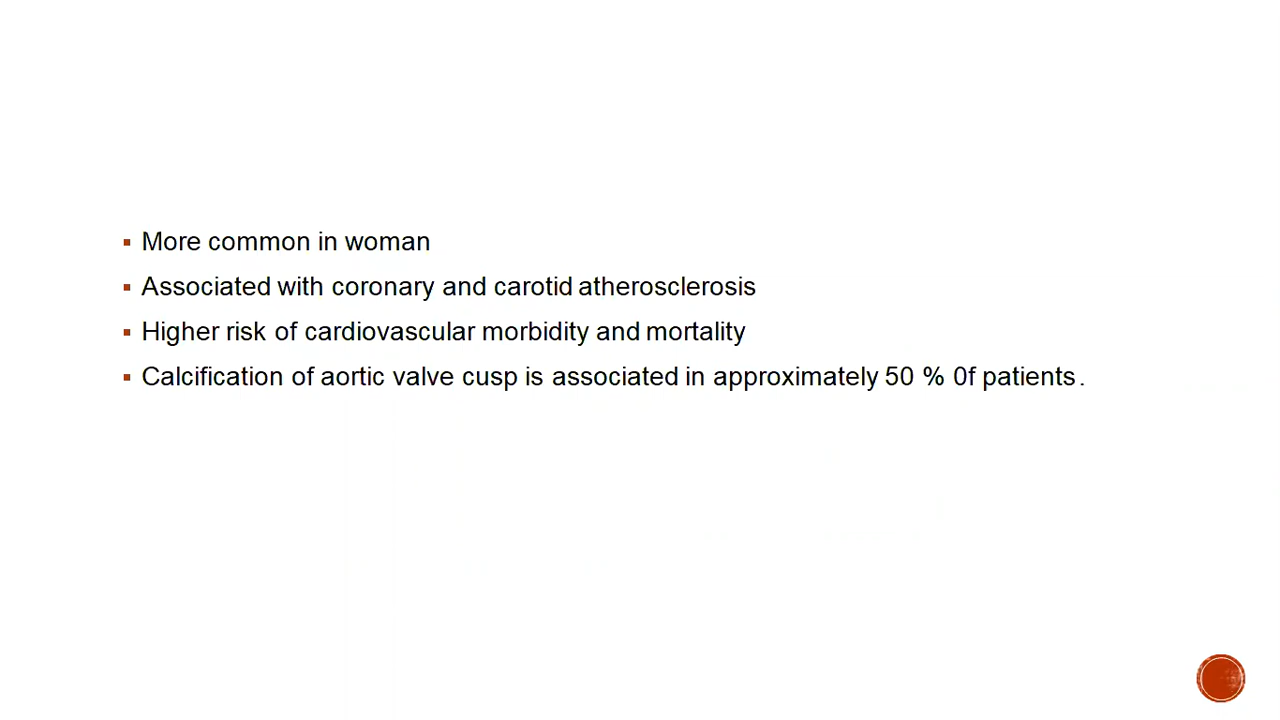 ▪ More common in woman
▪ Associated with coronary and carotid atherosclerosis
▪ Higher risk of cardiovascular morbidity and mortality
▪ Calcification of aortic valve cusp is associated in approximately 50 % 0f patients .